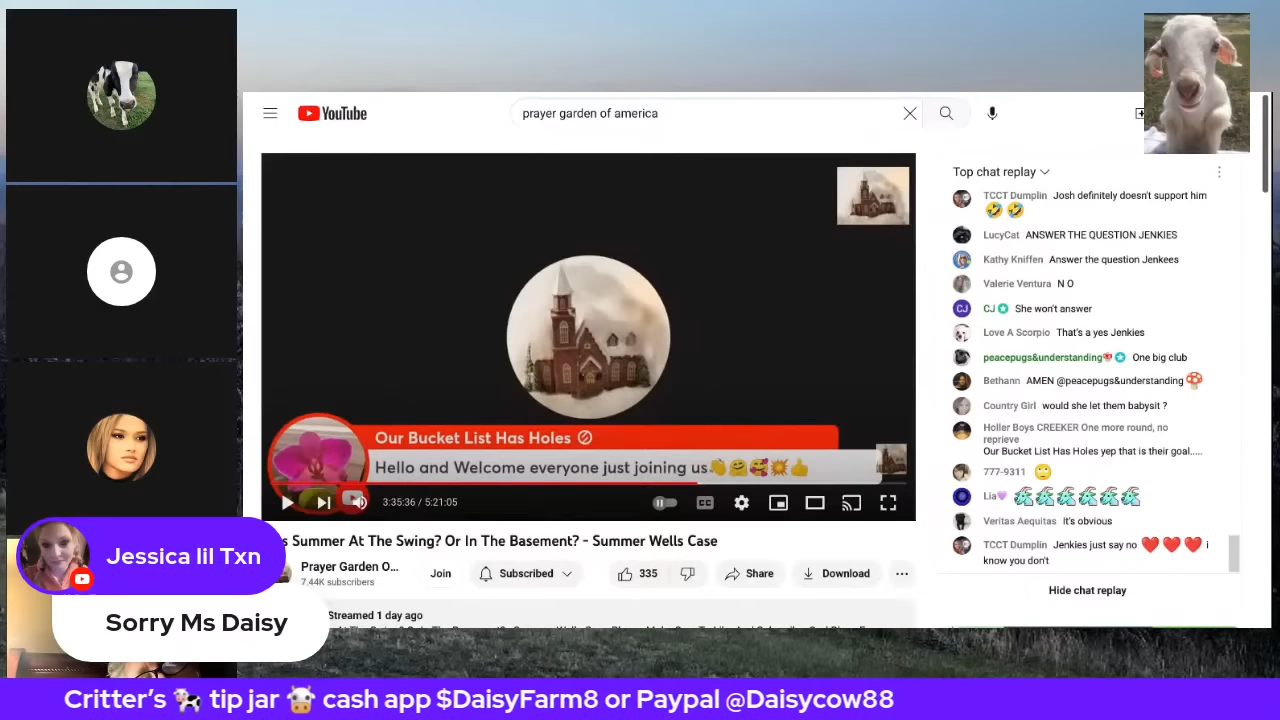 YouTube
prayer garden of america
Top chat replay
TCCT Dumplin Josh definitely doesn't support him
🤣🤣
LucyCat ANSWER THE QUESTION JENKIES
Kathy Kniffen Answer the question Jenkees
Valerie Ventura N O
CJ CJ She won't answer
Love A Scorpio That's a yes Jenkies
peacepugs&understanding One big club
Bethann AMEN @peacepugs&understanding 🍄
Country Girl would she let them babysit ?
Holler Boys CREEKER One more round, no
reprieve
Our Bucket List Has Holes yep that is their goal.....
777-9311 🙄
Lia💜
Veritas Aequitas It's obvious
TCCT Dumplin Jenkies just say no ❤️❤️❤️ i
know you don't
Hide chat replay
Our Bucket List Has Holes
Hello and Welcome everyone just joining us👏🤗🥰💥👍
3:35:36 / 5:21:05
CC
s Summer At The Swing? Or In The Basement? - Summer Wells Case
Prayer Garden O...
7.44K subscribers
Join
Subscribed
335
Share
Download
Streamed 1 day ago
Jessica lil Txn
Sorry Ms Daisy
Critter's 🐄 tip jar 🐮 cash app $DaisyFarm8 or Paypal @Daisycow88